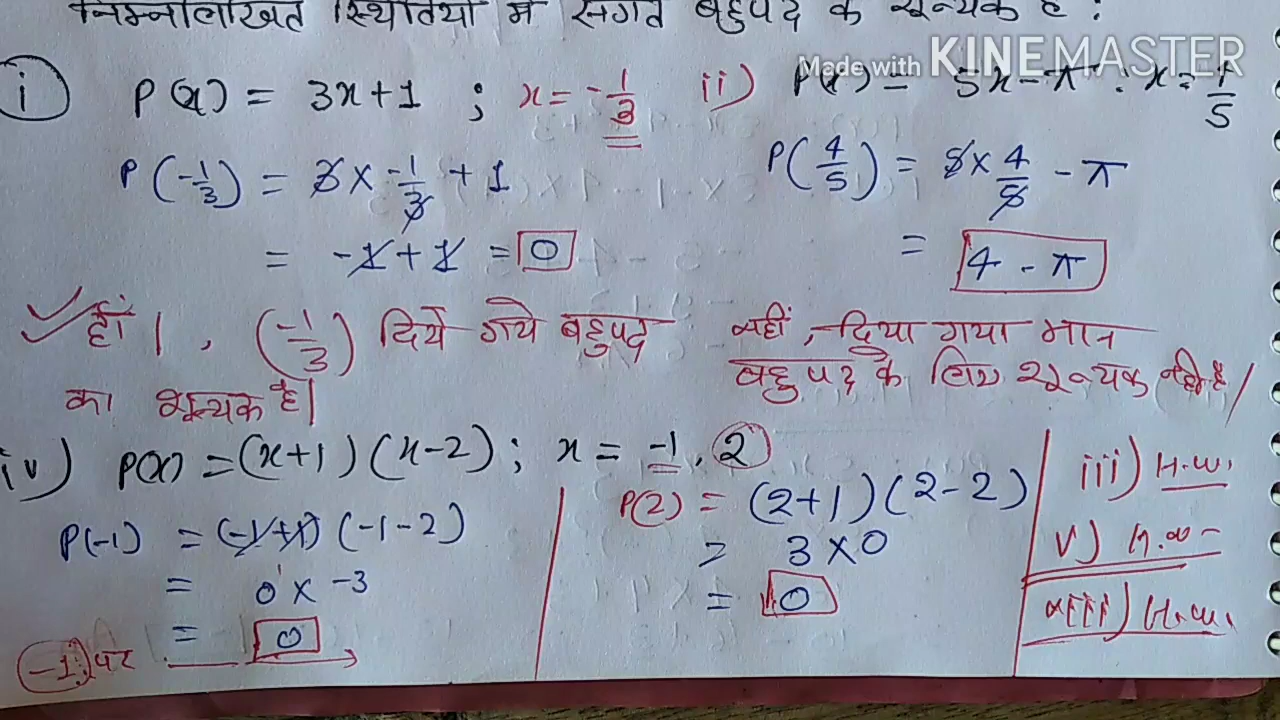 निम्नलिखित स्थितियों में संगत बहुपद के शून्यक है :
Made with KINEMASTER
i P(x) = 3x+1 ; x = -1/3
P(-1/3) = 3 × -1/3 + 1
= -1 + 1 = 0
हाँ । , (-1/3) दिये गये बहुपद
का शून्यक है।
ii) P(x) = 5x - π : x = 4/5
P(4/5) = 5 × 4/5 - π
= 4 - π
नहीं, दिया गया मान
बहुपद के लिए शून्यक नहीं है।
iv) P(x) = (x+1) (x-2) ; x = -1, 2
P(-1) = (-1+1) (-1-2)
= 0 × -3
= 0
-1 पर
P(2) = (2+1) (2-2)
= 3 × 0
= 0
iii) H.W.
v) H.W.
viii) H.W.